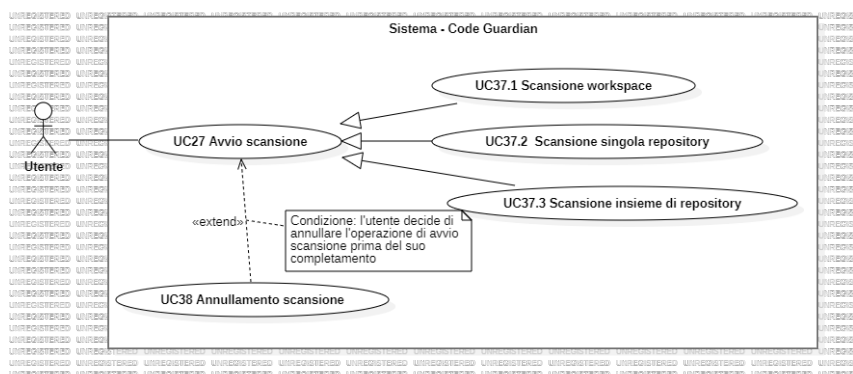 Sistema - Code Guardian
UC37.1 Scansione workspace
UC27 Avvio scansione
UC37.2 Scansione singola repository
Utente
UC37.3 Scansione insieme di repository
«extend»
Condizione: l'utente decide di
annullare l'operazione di avvio
scansione prima del suo
completamento
UC38 Annullamento scansione
UNREGISTERED